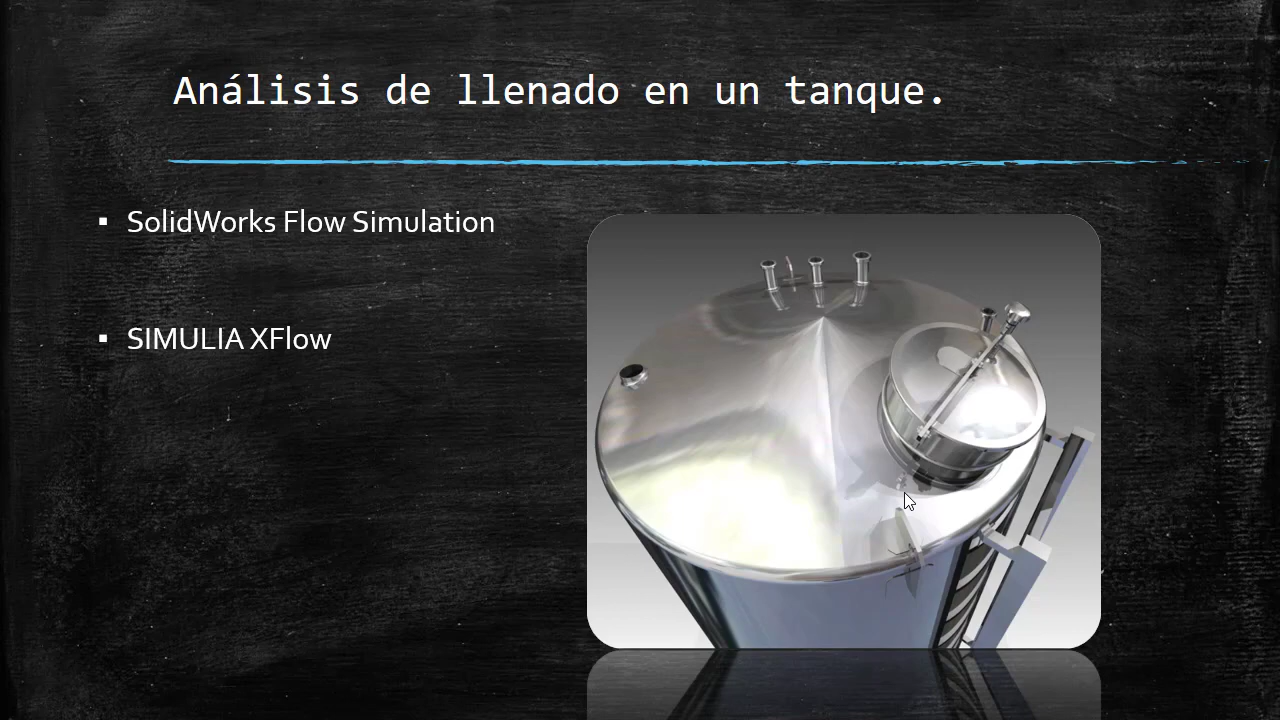 Análisis de llenado en un tanque.
SolidWorks Flow Simulation
SIMULIA XFlow